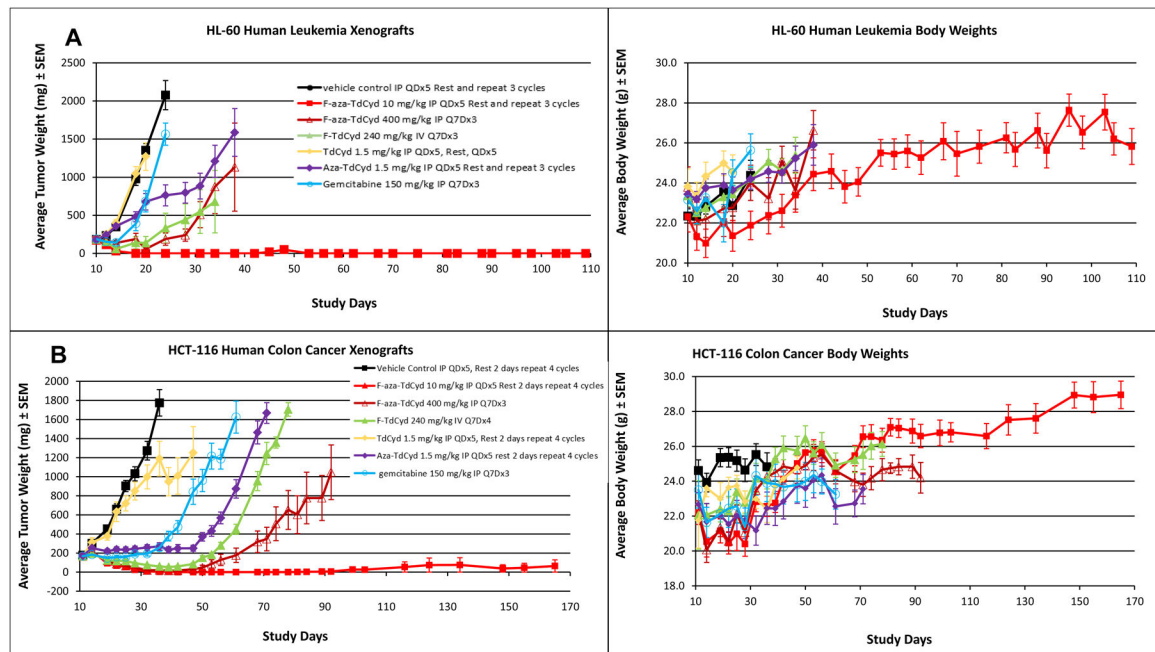 A
HL-60 Human Leukemia Xenografts
Average Tumor Weight (mg) ± SEM
2500
2000
1500
1000
500
0
10 20 30 40 50 60 70 80 90 100 110
Study Days
vehicle control IP QDx5 Rest and repeat 3 cycles
F-aza-TdCyd 10 mg/kg IP QDx5 Rest and repeat 3 cycles
F-aza-TdCyd 400 mg/kg IP Q7Dx3
F-TdCyd 240 mg/kg IV Q7Dx3
TdCyd 1.5 mg/kg IP QDx5, Rest, QDx5
Aza-TdCyd 1.5 mg/kg IP QDx5 Rest and repeat 3 cycles
Gemcitabine 150 mg/kg IP Q7Dx3
HL-60 Human Leukemia Body Weights
Average Body Weight (g) ± SEM
30.0
28.0
26.0
24.0
22.0
20.0
10 20 30 40 50 60 70 80 90 100 110
Study Days
B
HCT-116 Human Colon Cancer Xenografts
Average Tumor Weight (mg) ± SEM
2000
1800
1600
1400
1200
1000
800
600
400
200
0
-200
10 30 50 70 90 110 130 150 170
Study Days
Vehicle Control IP QDx5, Rest 2 days repeat 4 cycles
F-aza-TdCyd 10 mg/kg IP QDx5 Rest 2 days repeat 4 cycles
F-aza-TdCyd 400 mg/kg IP Q7Dx3
F-TdCyd 240 mg/kg IV Q7Dx4
TdCyd 1.5 mg/kg IP QDx5, Rest 2 days repeat 4 cycles
Aza-TdCyd 1.5 mg/kg IP QDx5 rest 2 days repeat 4 cycles
gemcitabine 150 mg/kg IP Q7Dx3
HCT-116 Colon Cancer Body Weights
Average Body Weight (g) ± SEM
30.0
28.0
26.0
24.0
22.0
20.0
18.0
10 30 50 70 90 110 130 150 170
Study Days